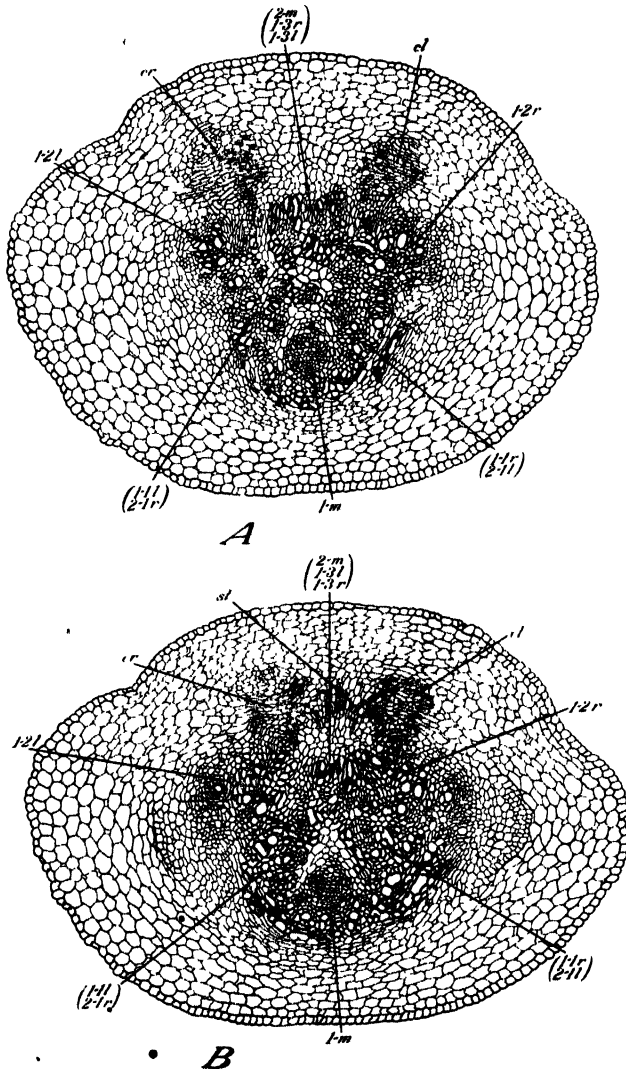 (2-m
1-3r
1-3l)
cr
cl
1-2l
1-2r
(1-1l
2-1r)
(1-1r
2-1l)
1-m
A
(2-m
1-3l
1-3r)
st
cr
cl
1-2l
1-2r
(1-1l
2-1r)
(1-1r
2-1l)
1-m
B